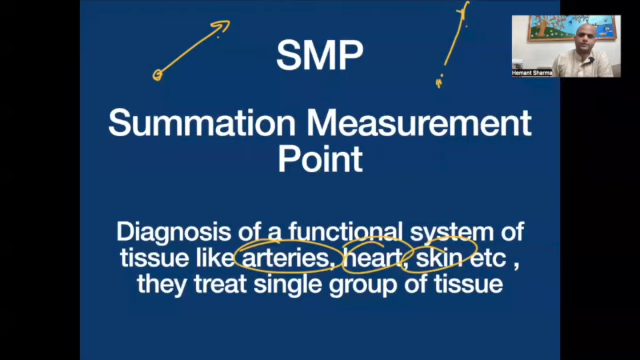 SMP
Hemant Sharma
Summation Measurement
Point
Diagnosis of a functional system of
tissue like arteries, heart, skin etc ,
they treat single group of tissue